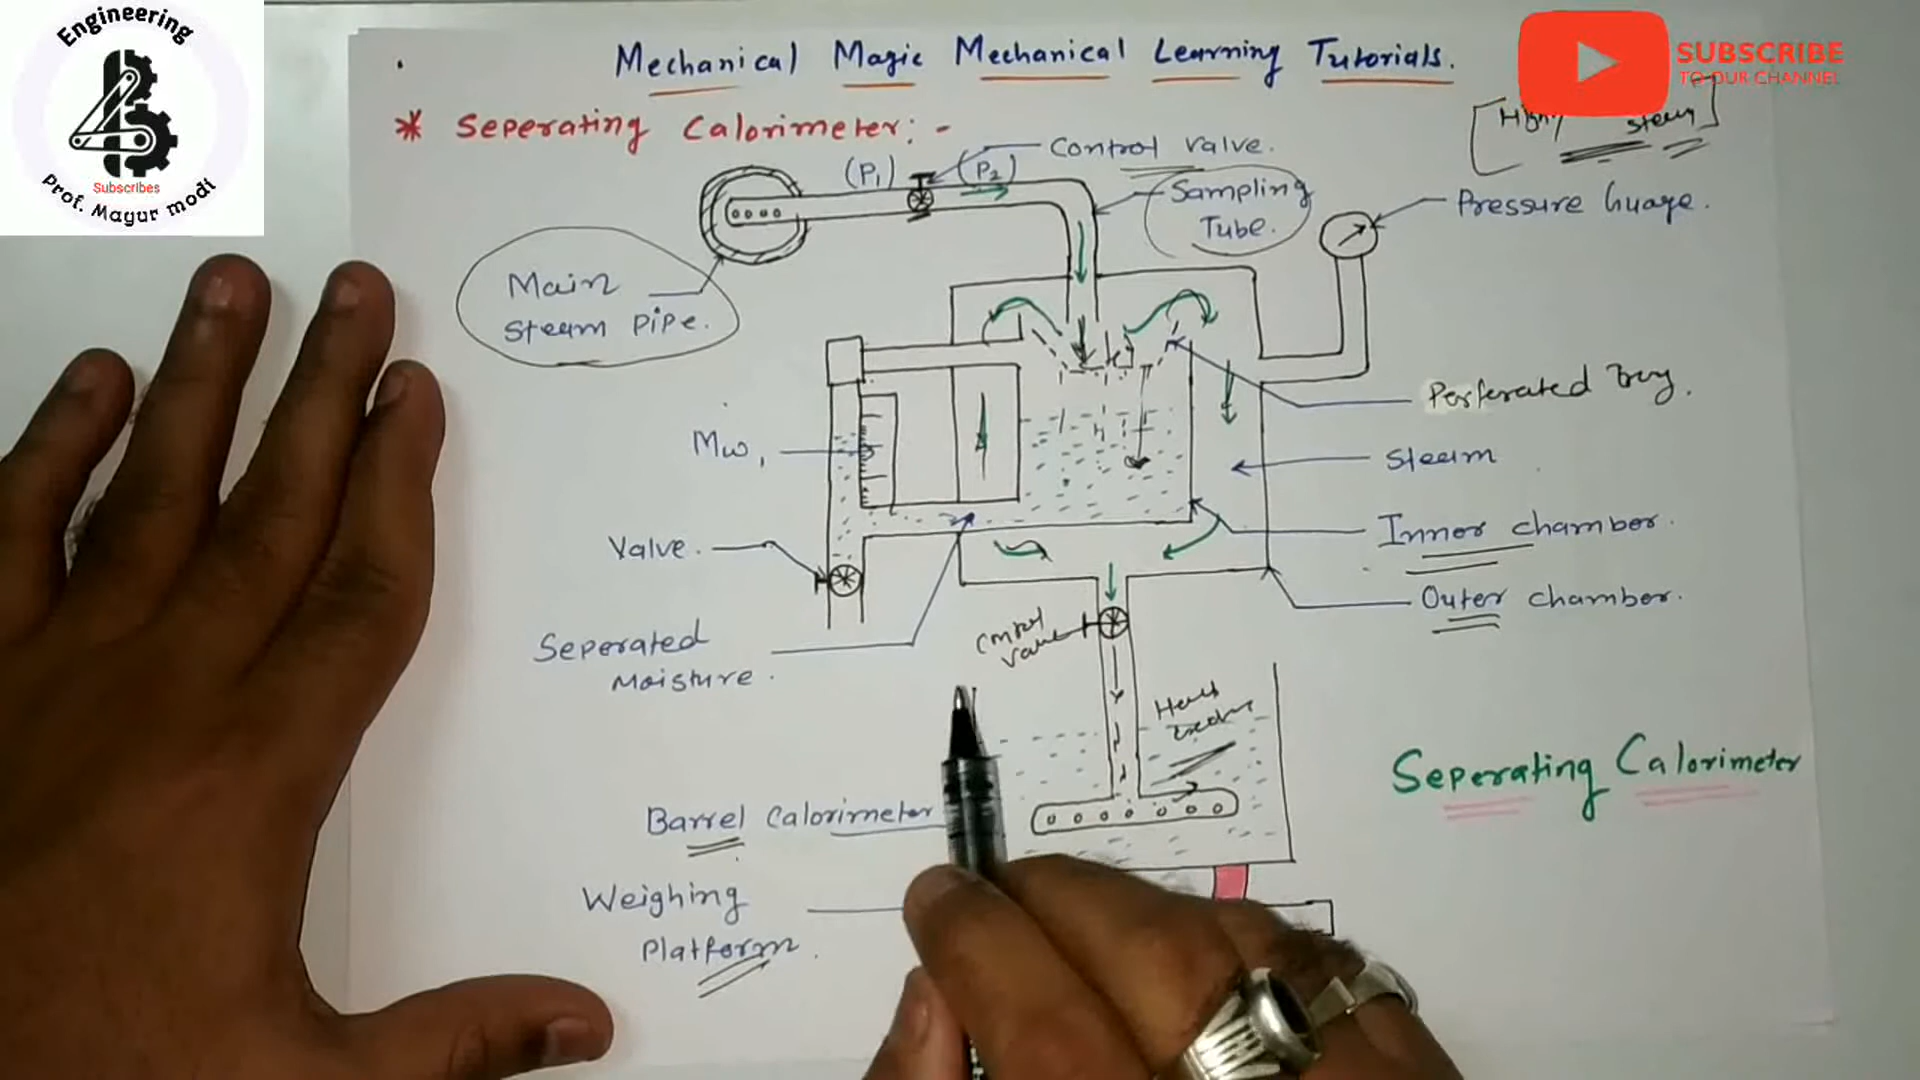 Engineering
Subscribes
Prof. Mayur modi
Mechanical Magic Mechanical Learning Tutorials.
SUBSCRIBE
TO OUR CHANNEL
* Seperating Calorimeter:-
steam
(P1)
(P2)
Control valve.
Sampling
Tube.
Pressure Guage.
Main
steam pipe.
Perforated Tray.
Mw,
Steam
Valve.
Inner chamber.
Outer chamber.
Seperated
Moisture.
Control
Valve
Seperating Calorimeter
Barrel Calorimeter
Weighing
Platform.